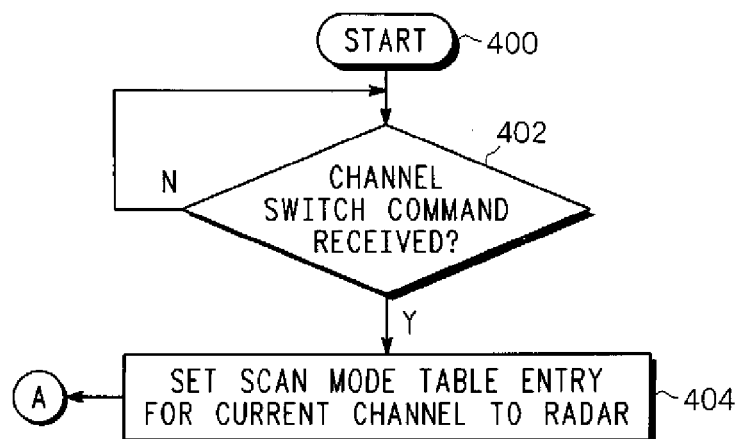 START
400
402
N
CHANNEL
SWITCH COMMAND
RECEIVED?
Y
A
SET SCAN MODE TABLE ENTRY
FOR CURRENT CHANNEL TO RADAR
404